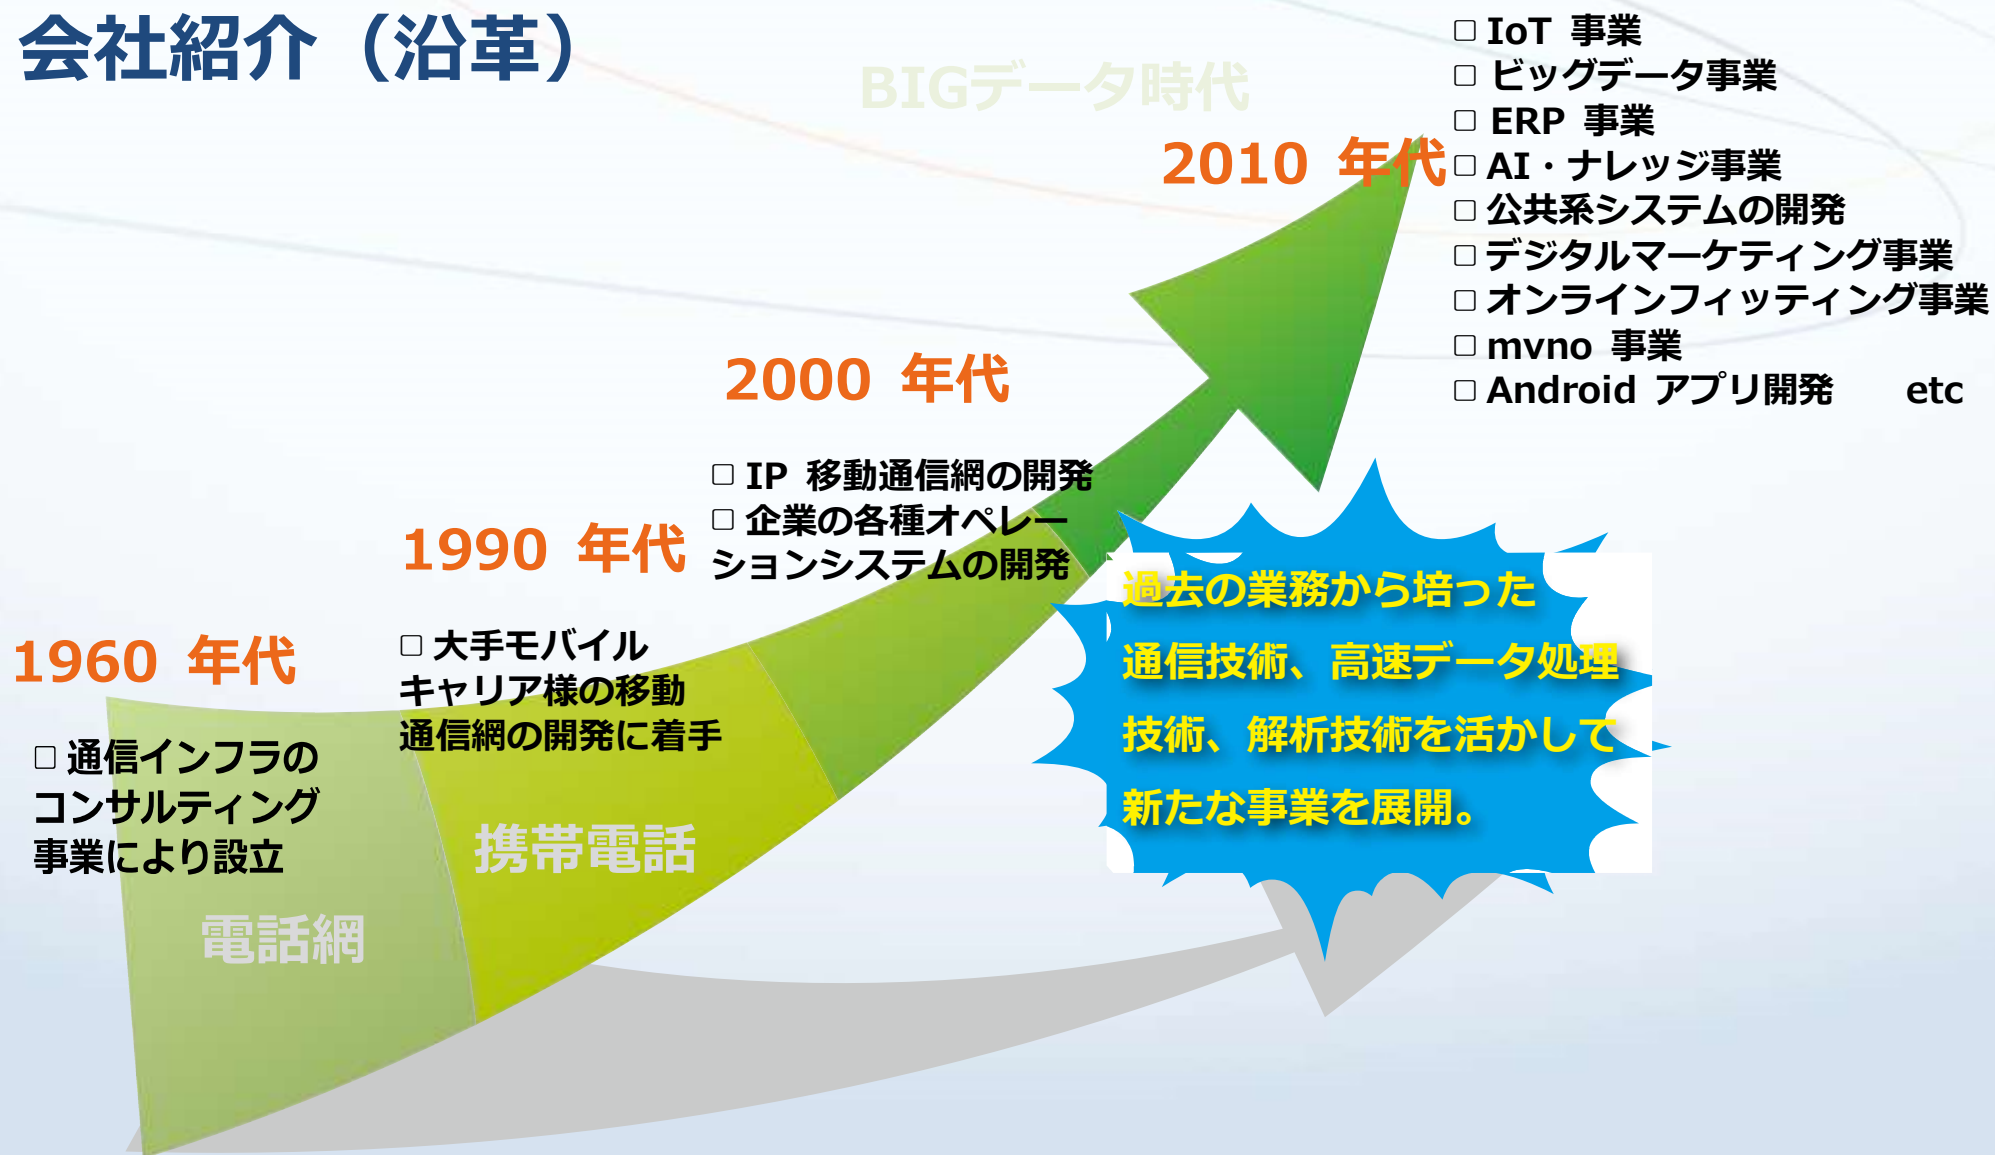 会社紹介（沿革）
BIGデータ時代
2010 年代
□ IoT 事業
□ ビッグデータ事業
□ ERP 事業
□ AI・ナレッジ事業
□ 公共系システムの開発
□ デジタルマーケティング事業
□ オンラインフィッティング事業
□ mvno 事業
□ Android アプリ開発　　etc
2000 年代
□ IP 移動通信網の開発
□ 企業の各種オペレー
ションシステムの開発
1990 年代
□ 大手モバイル
キャリア様の移動
通信網の開発に着手
1960 年代
□ 通信インフラの
コンサルティング
事業により設立
携帯電話
電話網
過去の業務から培った
通信技術、高速データ処理
技術、解析技術を活かして
新たな事業を展開。